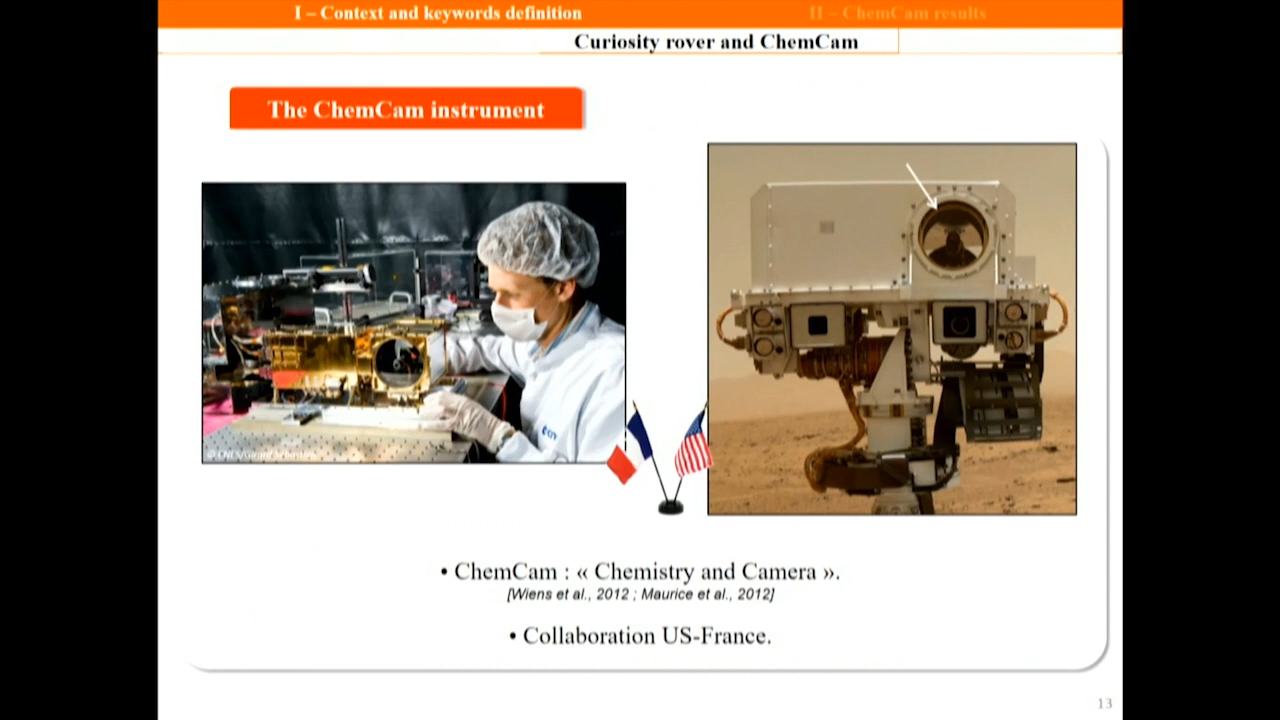 I – Context and keywords definition
II – ChemCam results
Curiosity rover and ChemCam
The ChemCam instrument
• ChemCam : « Chemistry and Camera ».
[Wiens et al., 2012 ; Maurice et al., 2012]
• Collaboration US-France.
13